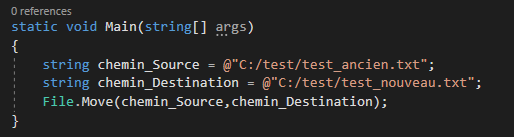 0 references
static void Main(string[] args)
{
string chemin_Source = @"C:/test/test_ancien.txt";
string chemin_Destination = @"C:/test/test_nouveau.txt";
File.Move(chemin_Source,chemin_Destination);
}